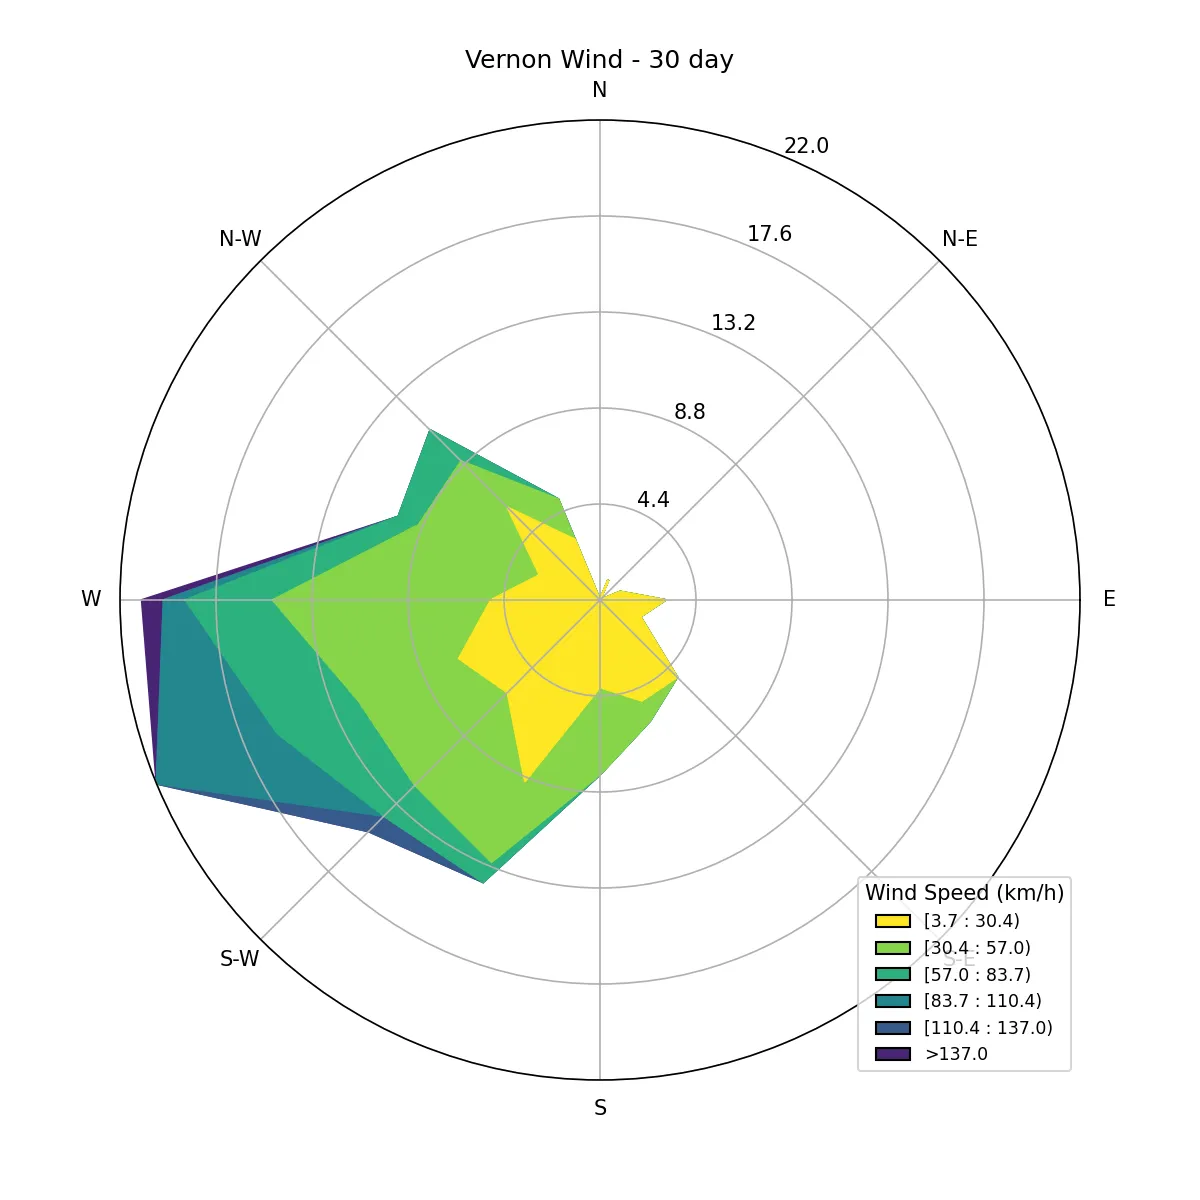 Vernon Wind - 30 day
N
22.0
17.6
N-W
N-E
13.2
8.8
4.4
W
E
Wind Speed (km/h)
[3.7 : 30.4)
[30.4 : 57.0)
S-W
S-E
[57.0 : 83.7)
[83.7 : 110.4)
[110.4 : 137.0)
>137.0
S